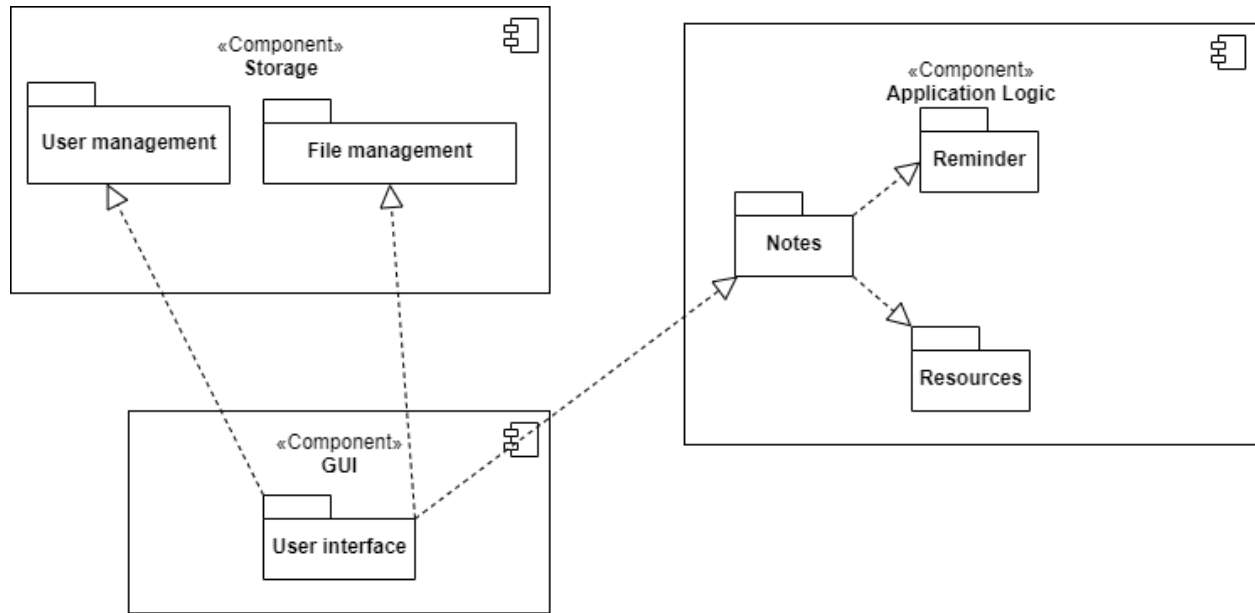 «Component»
Storage
User management
File management
«Component»
Application Logic
Reminder
Notes
Resources
«Component»
GUI
User interface